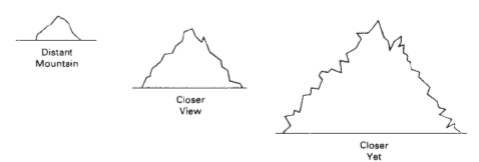 Distant
Mountain
Closer
View
Closer
Yet